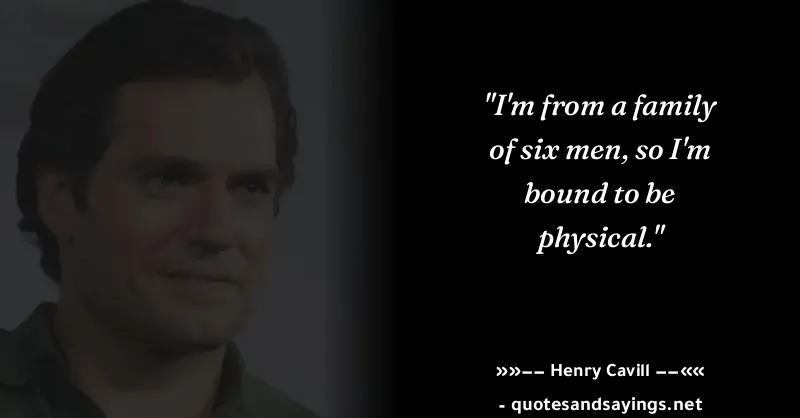 "I'm from a family
of six men, so I'm
bound to be
physical."
»»−− Henry Cavill −−««
- quotesandsayings.net